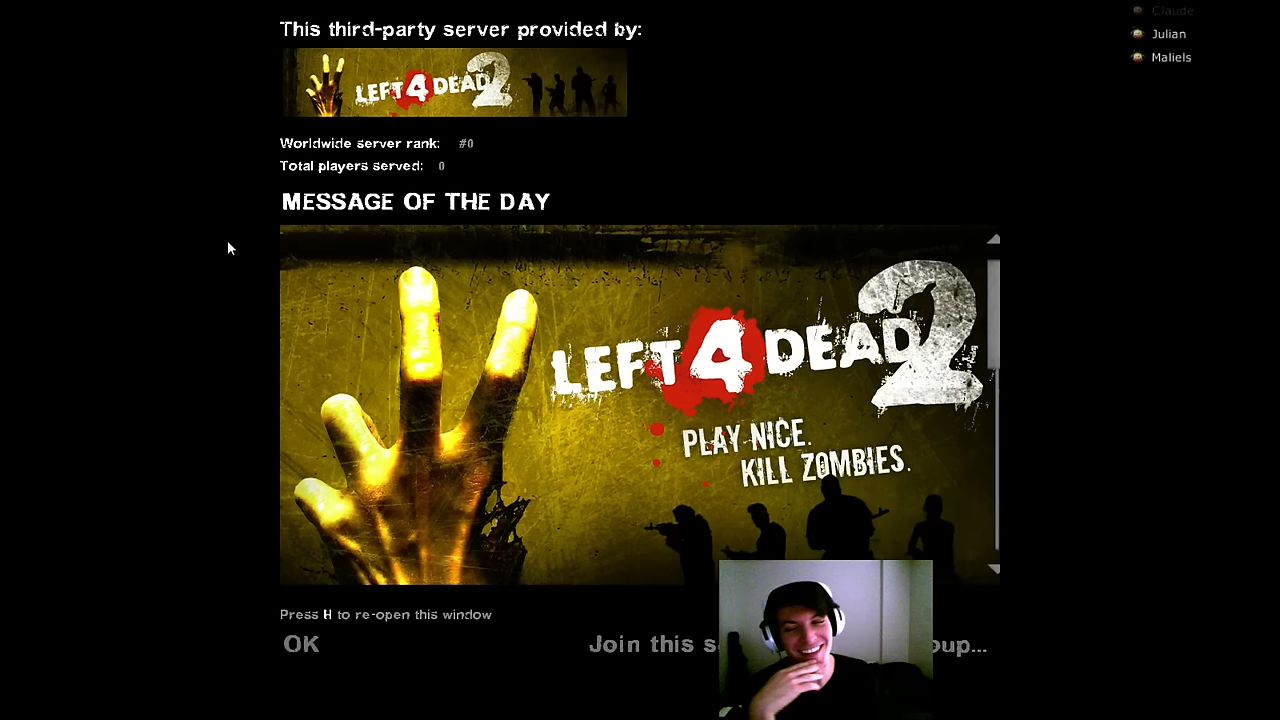 This third-party server provided by:
LEFT 4 DEAD 2
Worldwide server rank: #0
Total players served: 0
MESSAGE OF THE DAY
LEFT 4 DEAD 2
PLAY NICE.
KILL ZOMBIES.
Press H to re-open this window
OK
Join this s oup...
Claude
Julian
Maliels